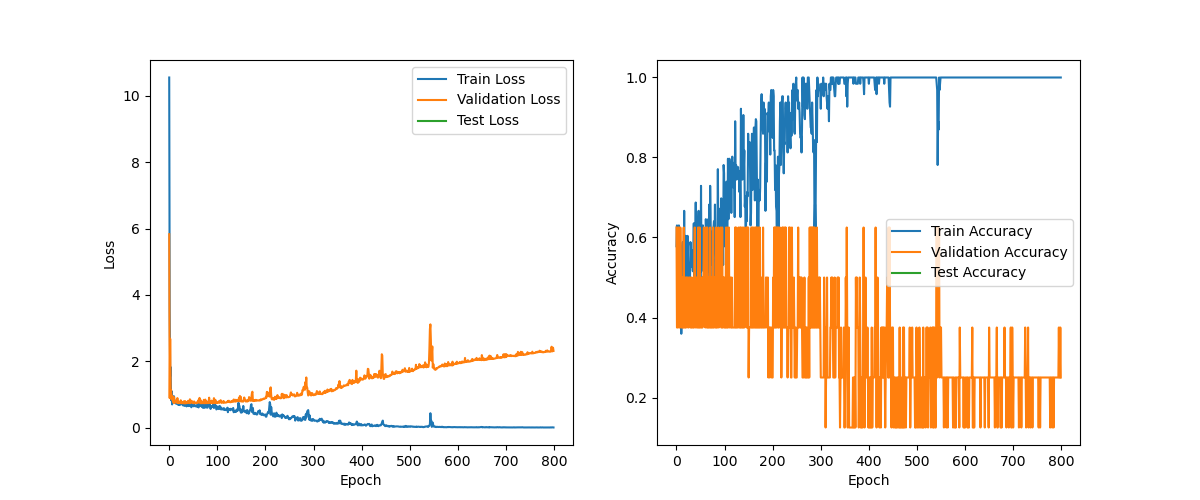 Train Loss
Validation Loss
Test Loss
10
8
6
4
2
0
Loss
0 100 200 300 400 500 600 700 800
Epoch
Train Accuracy
Validation Accuracy
Test Accuracy
1.0
0.8
0.6
0.4
0.2
Accuracy
0 100 200 300 400 500 600 700 800
Epoch